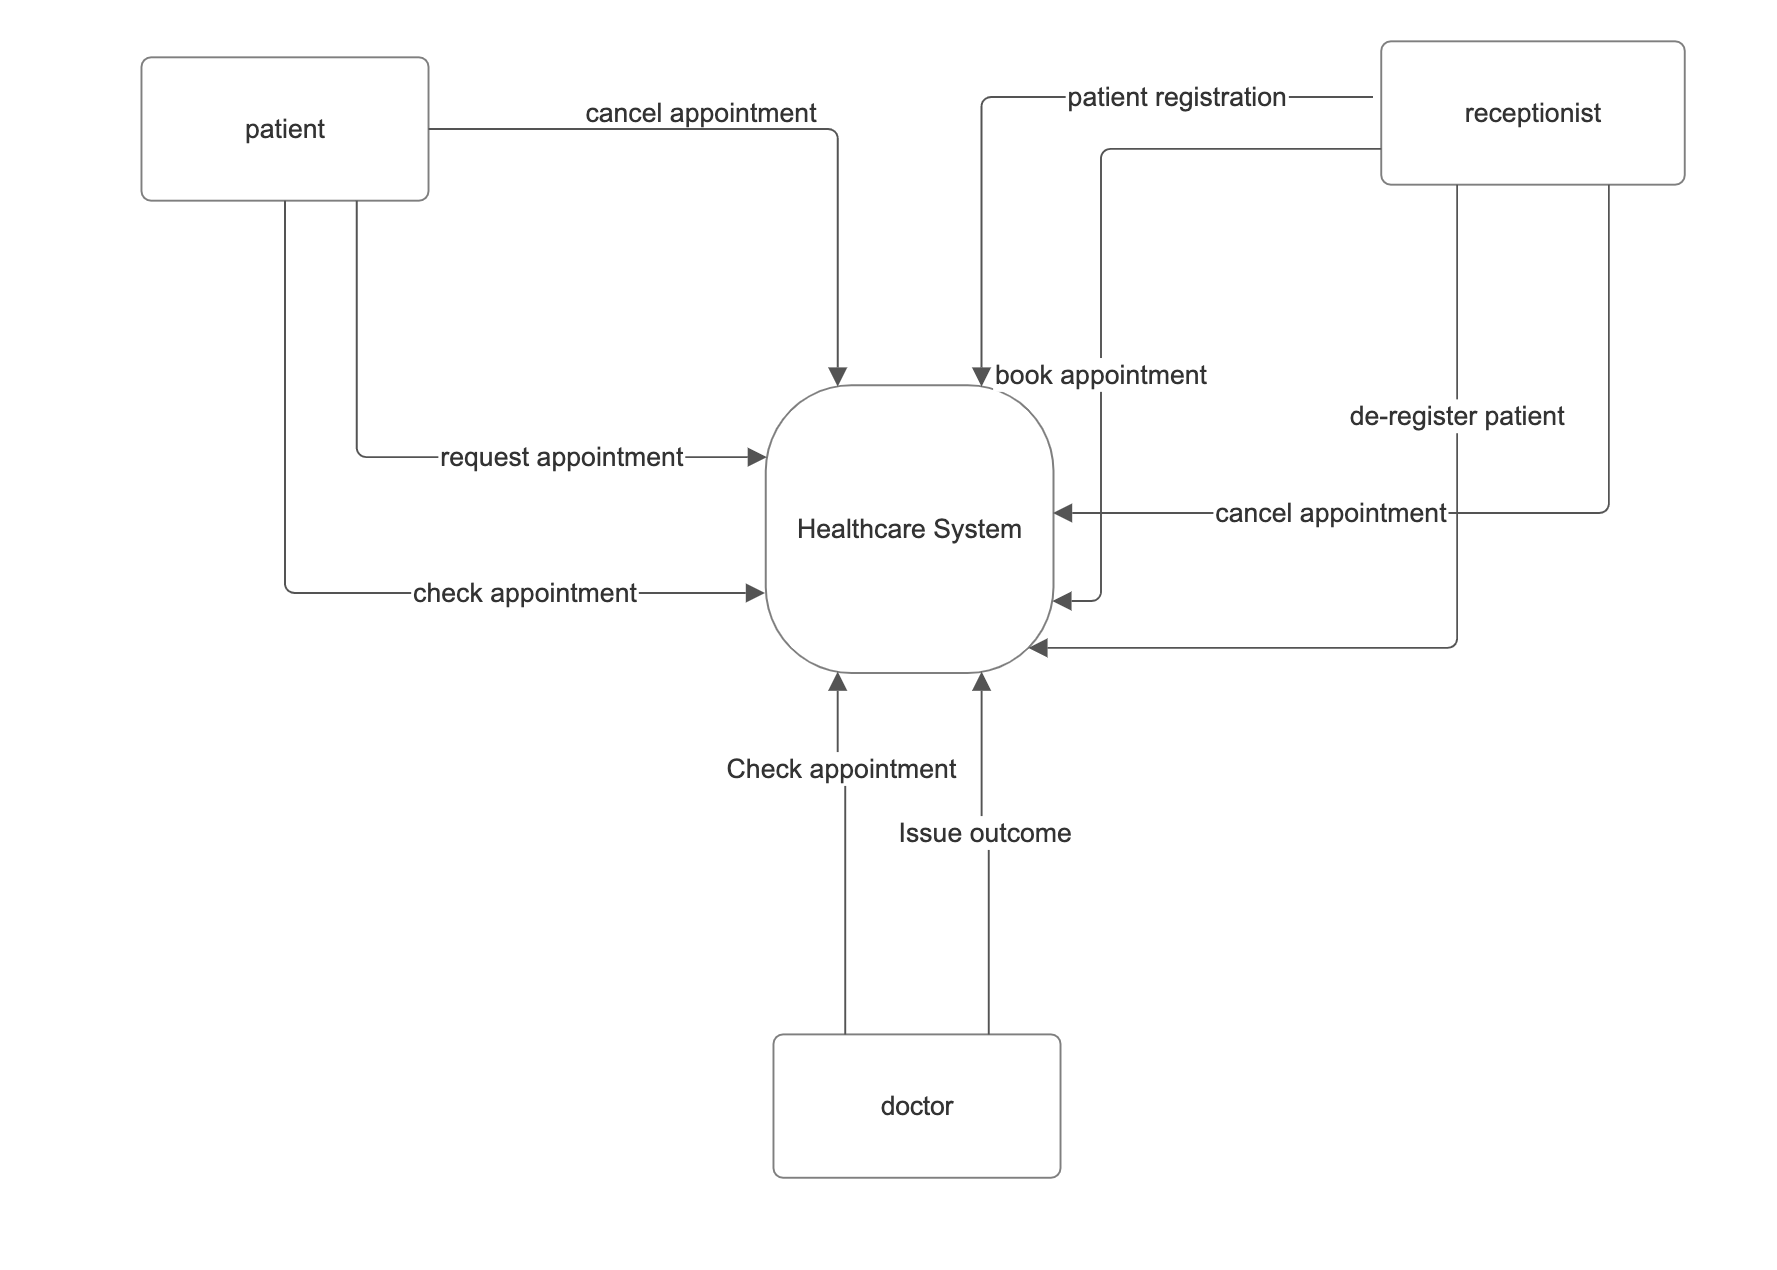 patient
cancel appointment
patient registration
receptionist
book appointment
de-register patient
request appointment
cancel appointment
Healthcare System
check appointment
Check appointment
Issue outcome
doctor